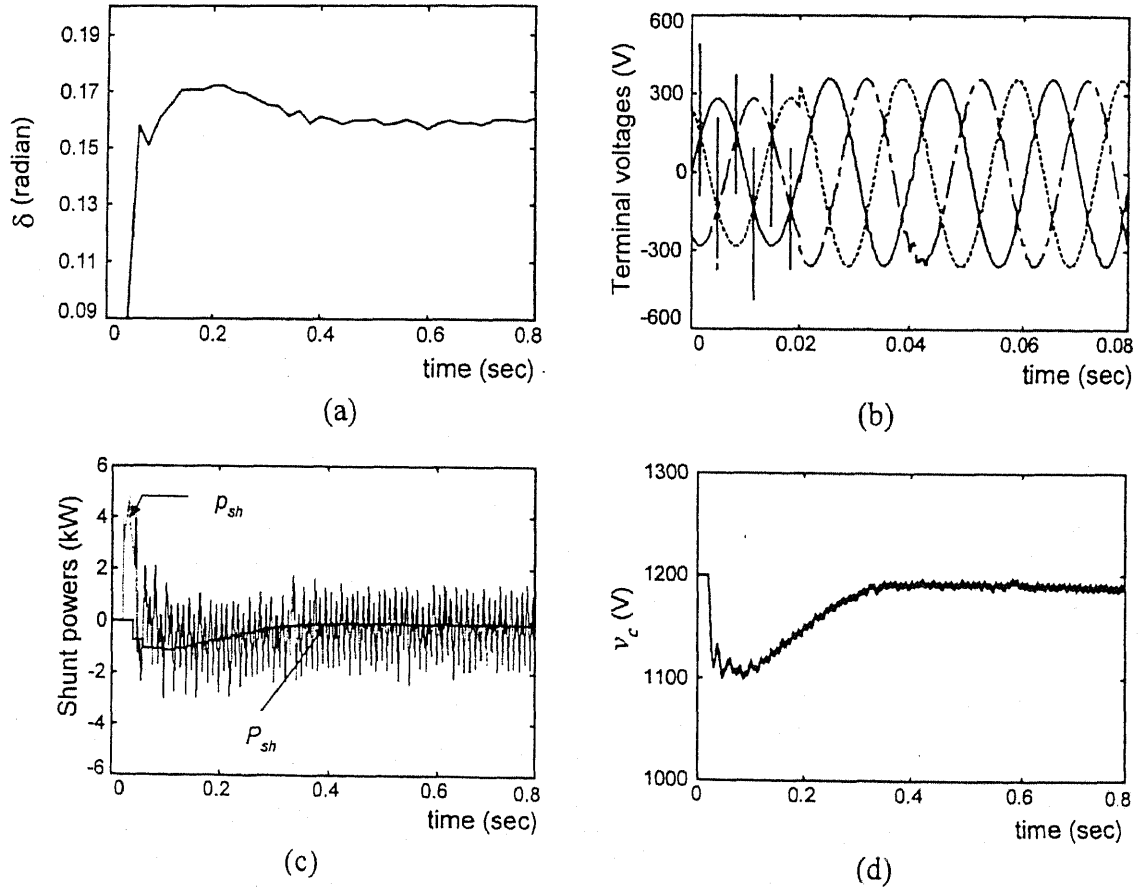 0.19
0.17
0.15
0.13
0.11
0.09
δ (radian)
0 0.2 0.4 0.6 0.8
time (sec)
(a)
600
300
0
-300
-600
Terminal voltages (V)
0 0.02 0.04 0.06 0.08
time (sec)
(b)
6
4
2
0
-2
-4
-6
Shunt powers (kW)
p_sh
P_sh
0 0.2 0.4 0.6 0.8
time (sec)
(c)
1300
1200
1100
1000
v_c (V)
0 0.2 0.4 0.6 0.8
time (sec)
(d)